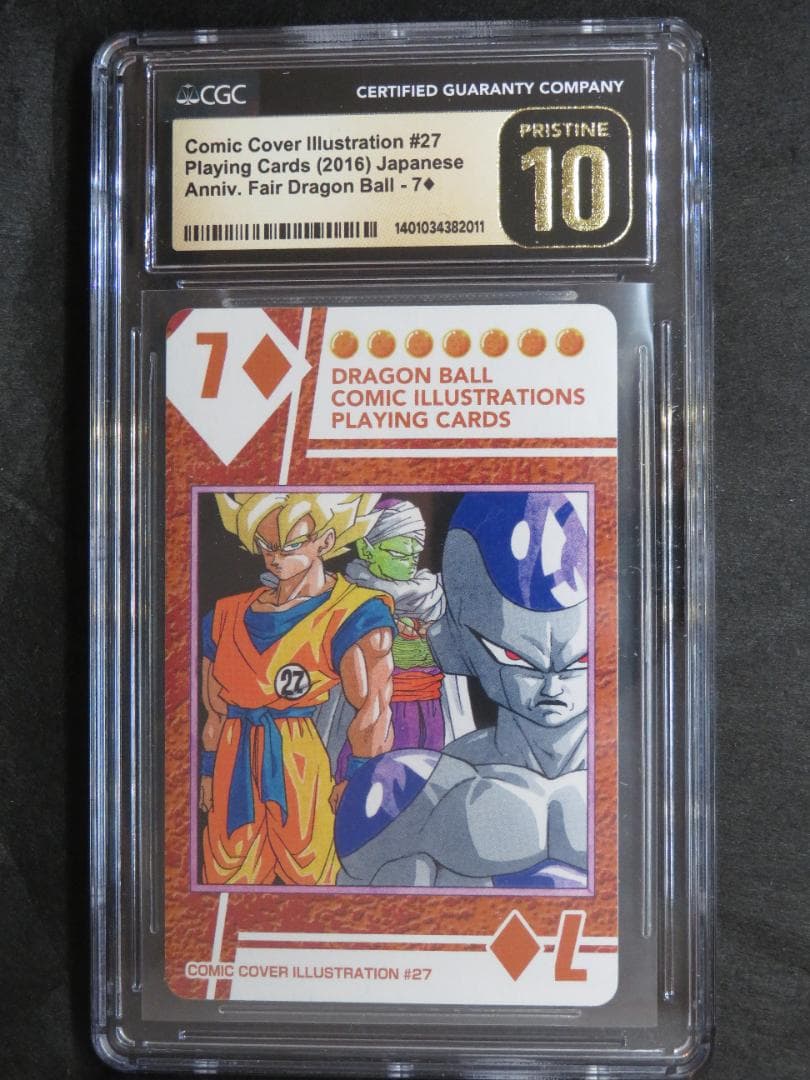 CGC
CERTIFIED GUARANTY COMPANY
Comic Cover Illustration #27
Playing Cards (2016) Japanese
Anniv. Fair Dragon Ball - 7♦
1401034382011
PRISTINE
10
7♦
DRAGON BALL
COMIC ILLUSTRATIONS
PLAYING CARDS
27
COMIC COVER ILLUSTRATION #27
♦7